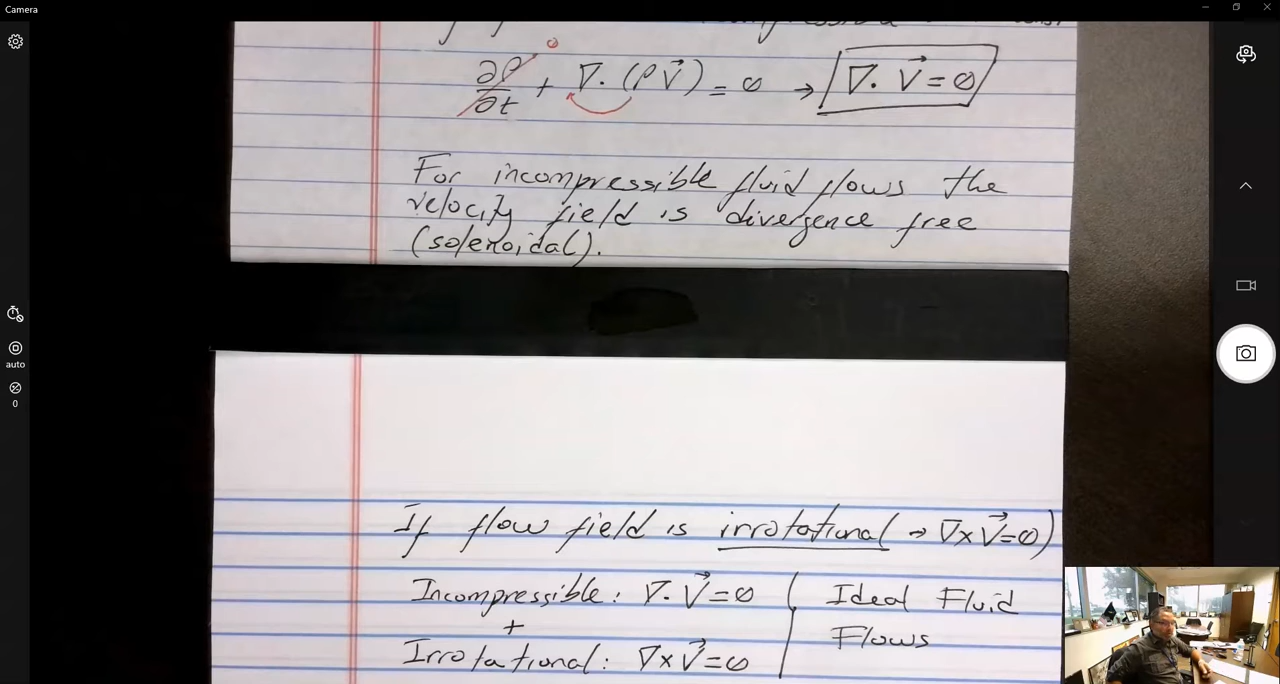 Camera
∂ρ/∂t + ∇·(ρV⃗) = 0 → ∇·V⃗ = 0
0
For incompressible fluid flows the
velocity field is divergence free
(solenoidal).
If flow field is irrotational → ∇×V⃗=0)
Incompressible: ∇·V⃗=0
+
Irrotational: ∇×V⃗=0
Ideal Fluid
Flows
auto
0